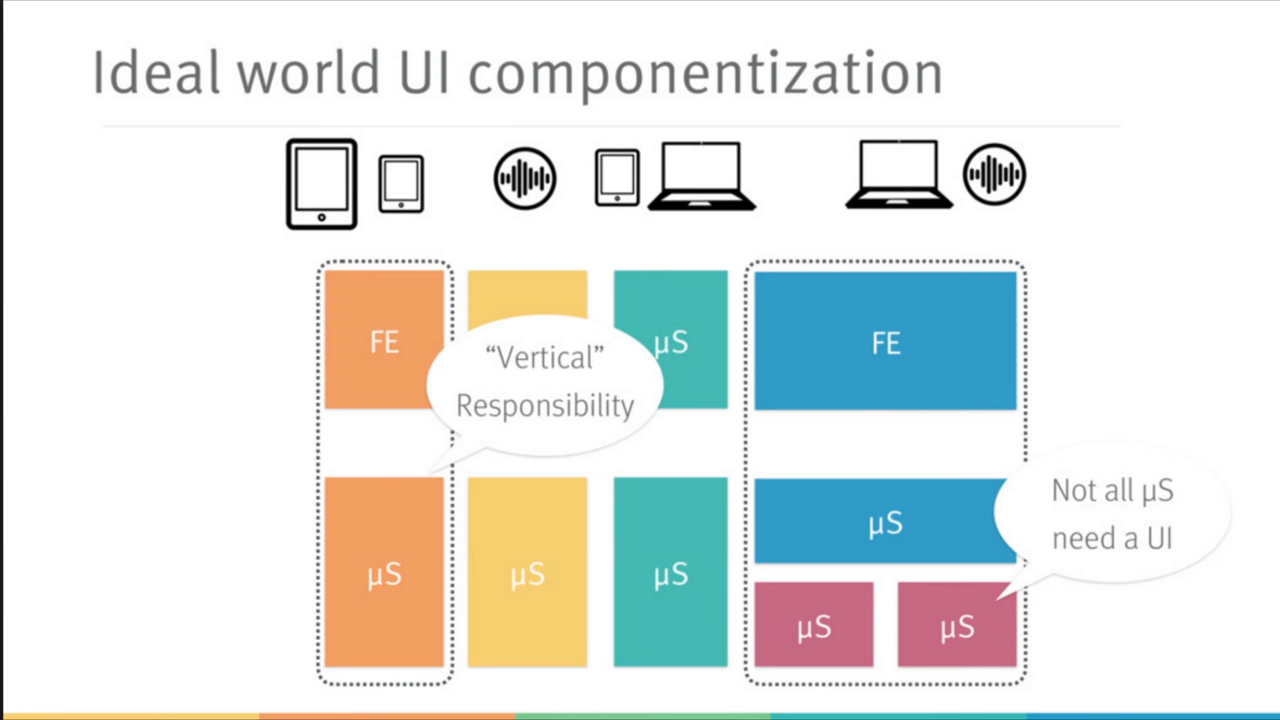 Ideal world UI componentization
FE
µS
FE
“Vertical”
Responsibility
µS
Not all µS
need a UI
µS
µS
µS
µS
µS